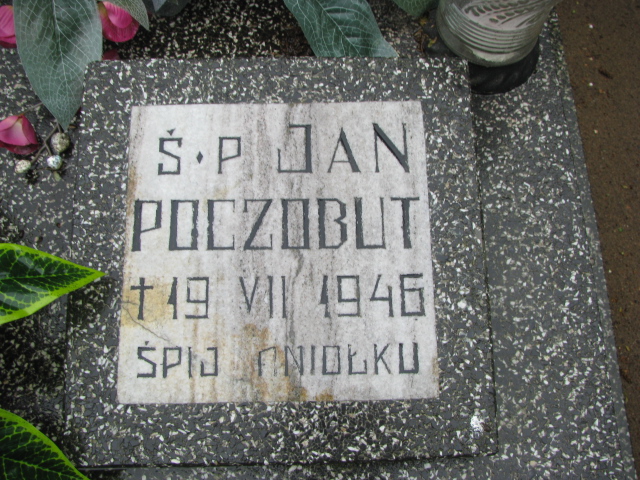 Ś·P JAN
POCZOBUT
† 19 VII 1946
ŚPIJ ANIOŁKU